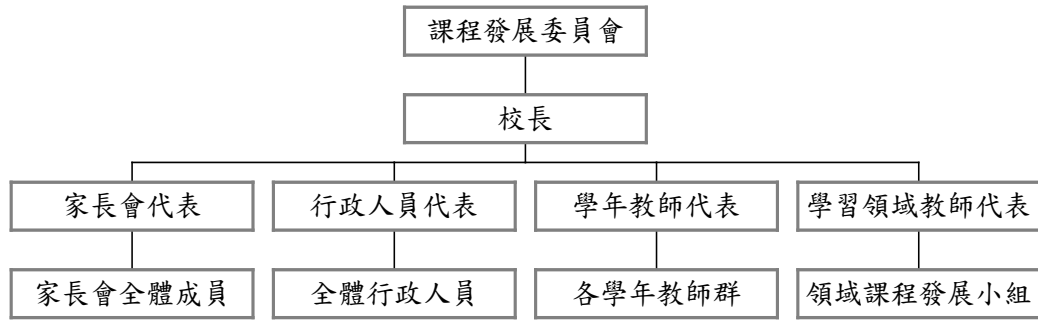 課程發展委員會
校長
家長會代表
行政人員代表
學年教師代表
學習領域教師代表
家長會全體成員
全體行政人員
各學年教師群
領域課程發展小組